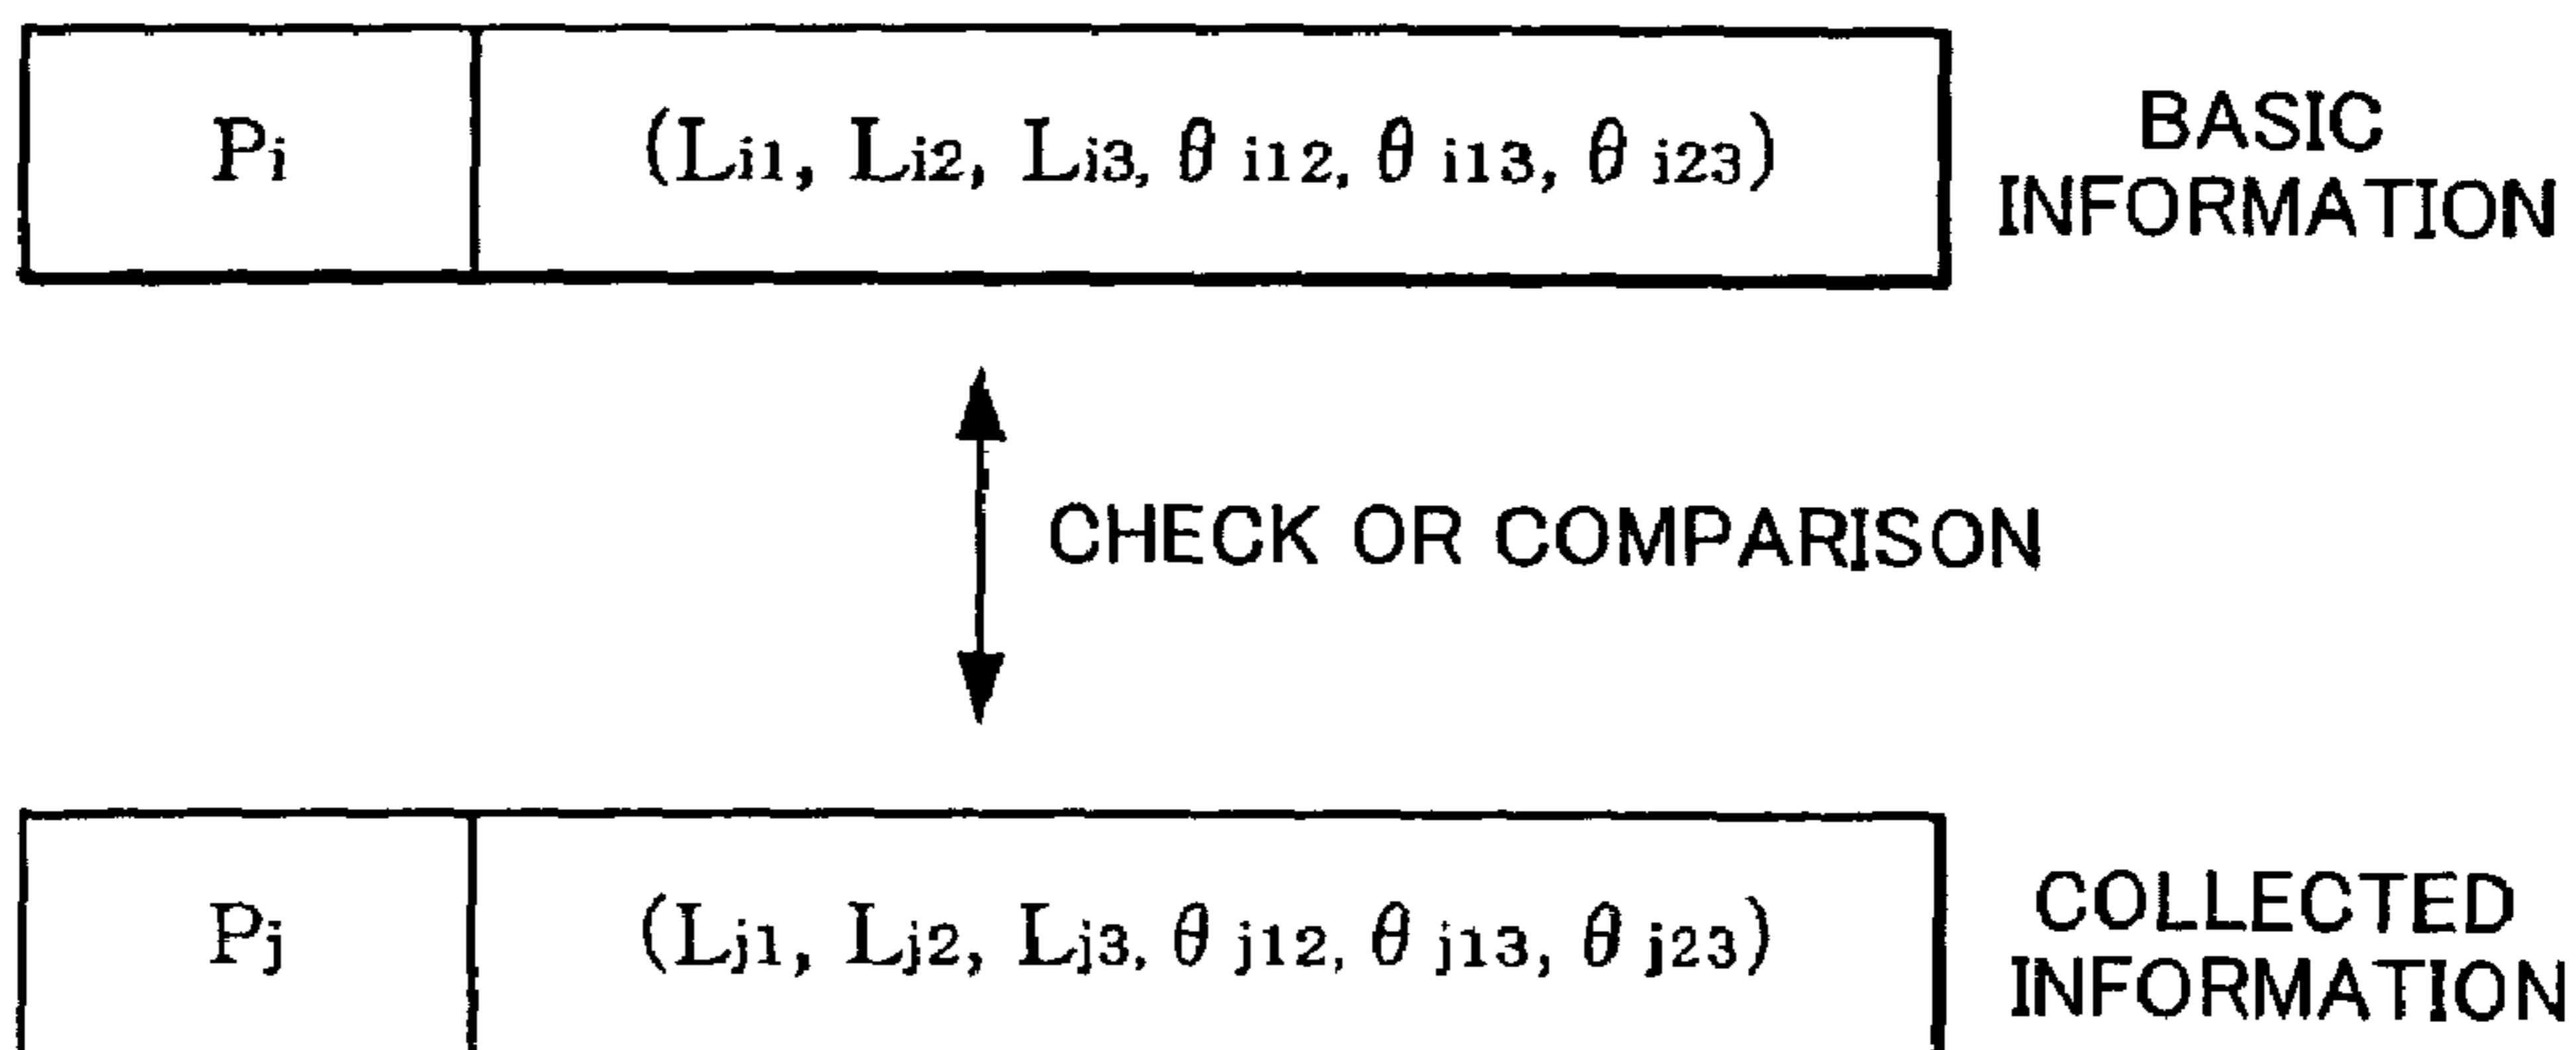 Pi (Li1, Li2, Li3, θ i12, θ i13, θ i23) BASIC
INFORMATION
CHECK OR COMPARISON
Pj (Lj1, Lj2, Lj3, θ j12, θ j13, θ j23) COLLECTED
INFORMATION